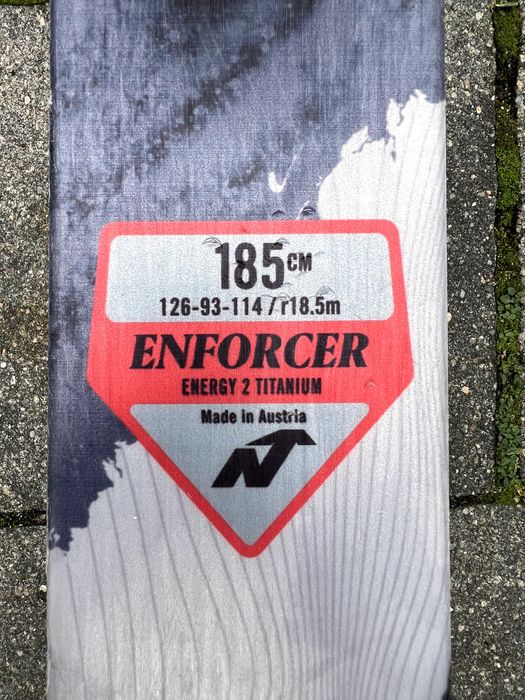 185CM
126-93-114 / r18.5m
ENFORCER
ENERGY 2 TITANIUM
Made in Austria
N